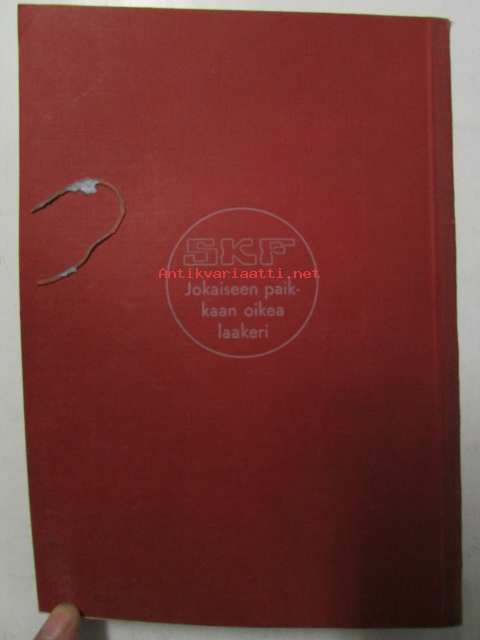 SKF
Antikvariaatti.net
Jokaiseen paik-
kaan oikea
laakeri